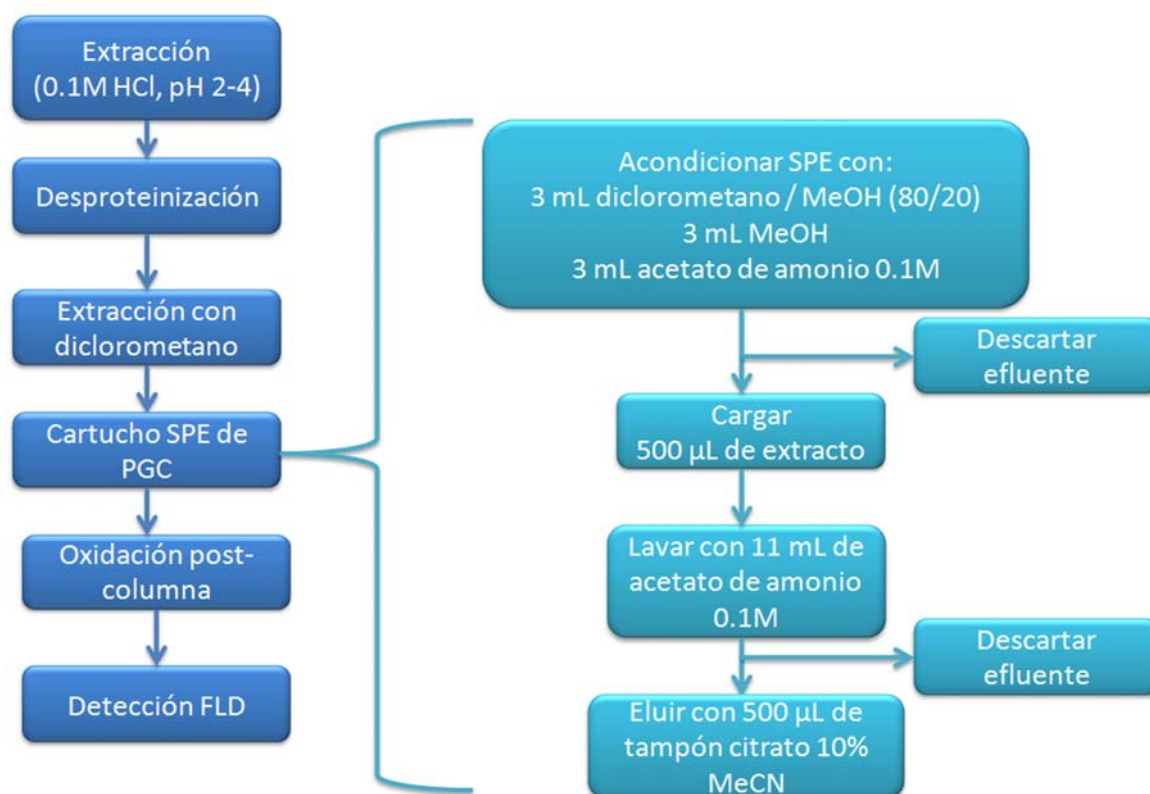 Extracción
(0.1M HCl, pH 2-4)
Desproteinización
Extracción con
diclorometano
Cartucho SPE de
PGC
Oxidación post-
columna
Detección FLD
Acondicionar SPE con:
3 mL diclorometano / MeOH (80/20)
3 mL MeOH
3 mL acetato de amonio 0.1M
Descartar
efluente
Cargar
500 µL de extracto
Lavar con 11 mL de
acetato de amonio
0.1M
Descartar
efluente
Eluir con 500 µL de
tampón citrato 10%
MeCN